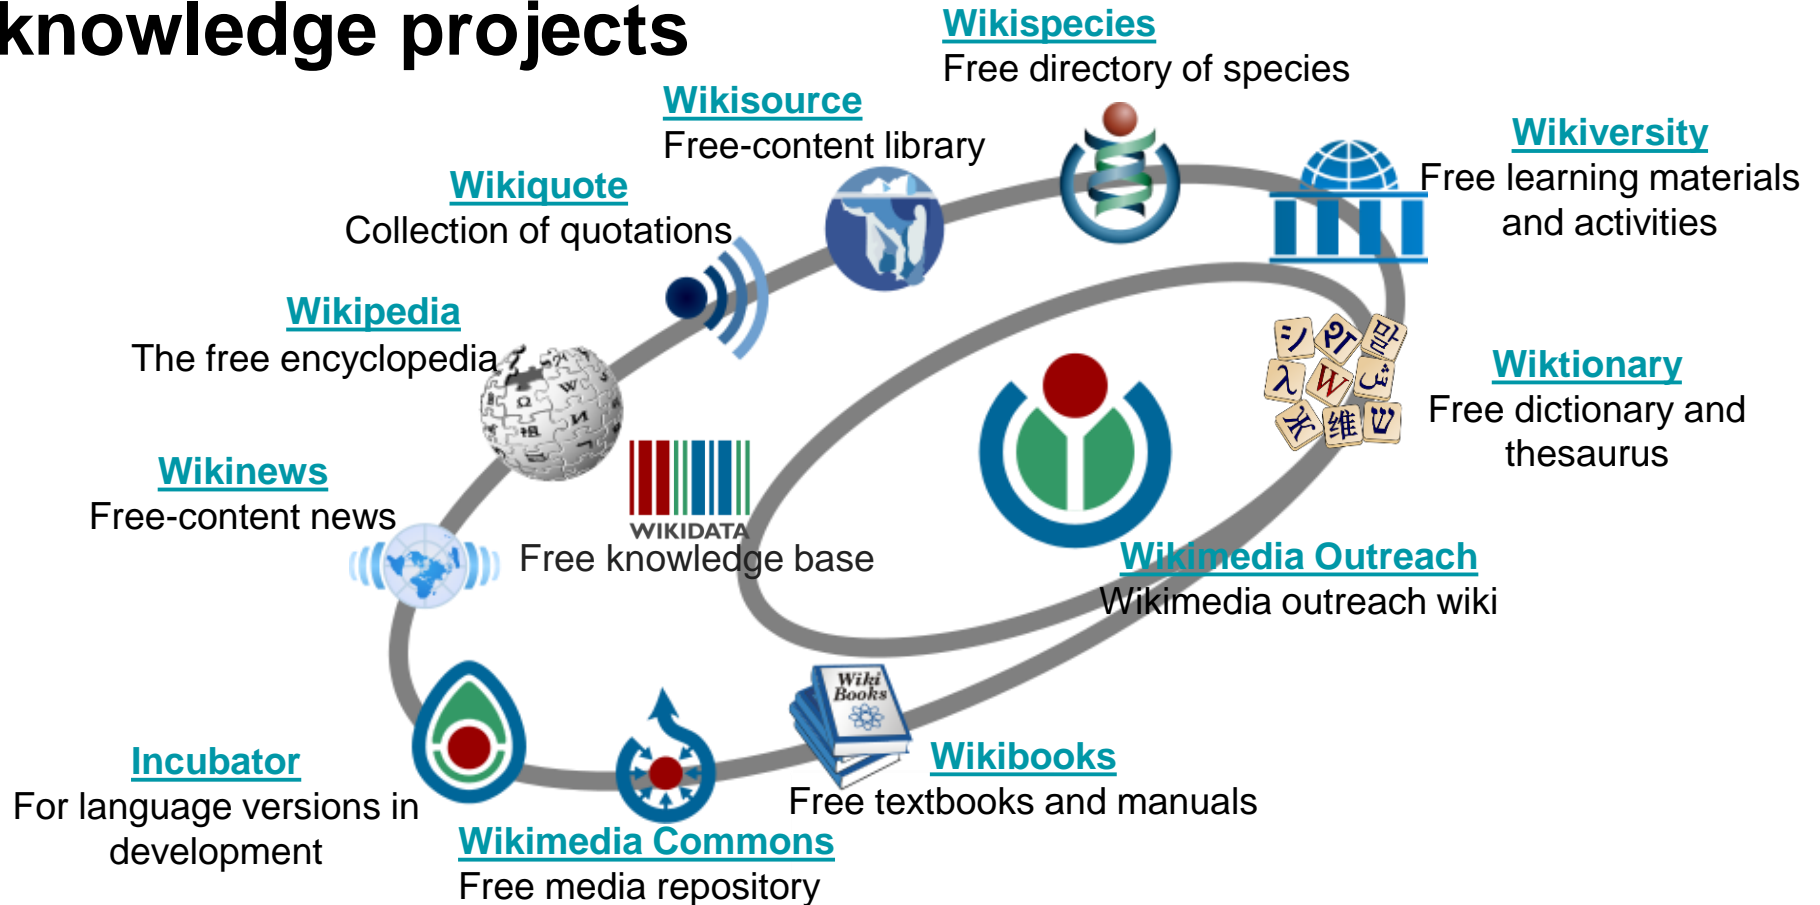 knowledge projects
Wikispecies
Free directory of species
Wikisource
Free-content library
Wikiversity
Free learning materials
and activities
Wikiquote
Collection of quotations
Wikipedia
The free encyclopedia
Wiktionary
Free dictionary and
thesaurus
Wikinews
Free-content news
WIKIDATA
Free knowledge base
Wikimedia Outreach
Wikimedia outreach wiki
Wiki
Books
Incubator
For language versions in
development
Wikibooks
Free textbooks and manuals
Wikimedia Commons
Free media repository
シ
말
λ
W
ش
维
ש
Ω
W
И